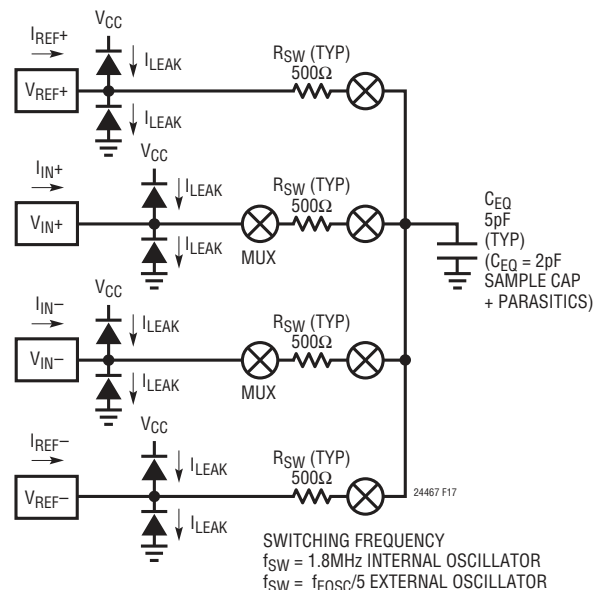 VCC
IREF+
ILEAK
RSW (TYP)
500Ω
VREF+
ILEAK
VCC
IIN+
ILEAK
RSW (TYP)
500Ω
VIN+
MUX
ILEAK
CEQ
5pF
(TYP)
(CEQ = 2pF
SAMPLE CAP
+ PARASITICS)
VCC
IIN–
ILEAK
RSW (TYP)
500Ω
VIN–
MUX
ILEAK
VCC
IREF–
ILEAK
RSW (TYP)
500Ω
VREF–
ILEAK
24467 F17
SWITCHING FREQUENCY
fSW = 1.8MHz INTERNAL OSCILLATOR
fSW = fEOSC/5 EXTERNAL OSCILLATOR